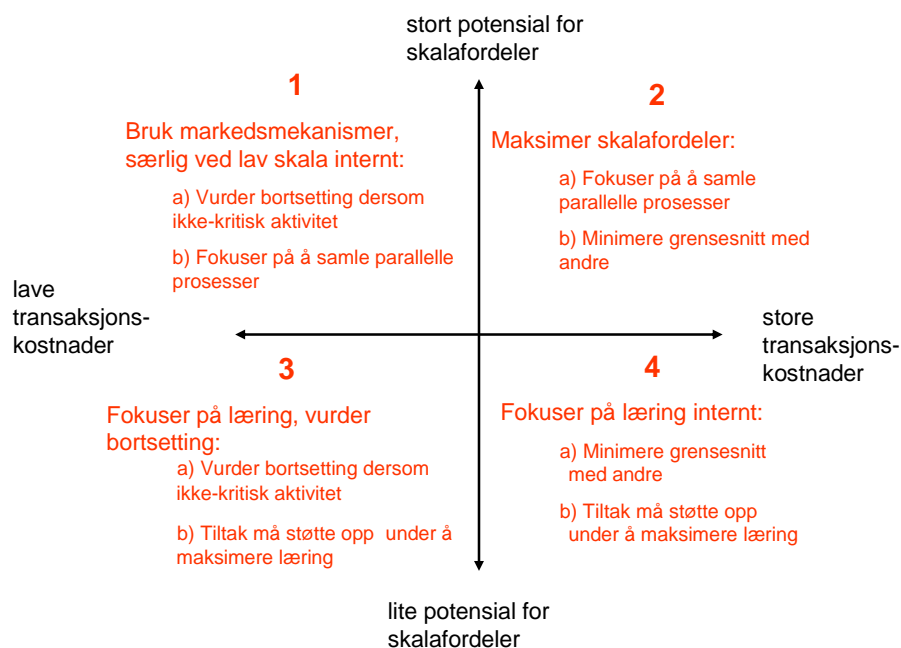 stort potensial for
skalafordeler
1
Bruk markedsmekanismer,
særlig ved lav skala internt:
a) Vurder bortsetting dersom
ikke-kritisk aktivitet
b) Fokuser på å samle parallelle
prosesser
2
Maksimer skalafordeler:
a) Fokuser på å samle
parallelle prosesser
b) Minimere grensesnitt med
andre
lave
transaksjons-
kostnader
store
transaksjons-
kostnader
3
Fokuser på læring, vurder
bortsetting:
a) Vurder bortsetting dersom
ikke-kritisk aktivitet
b) Tiltak må støtte opp under å
maksimere læring
4
Fokuser på læring internt:
a) Minimere grensesnitt
med andre
b) Tiltak må støtte opp
under å maksimere læring
lite potensial for
skalafordeler